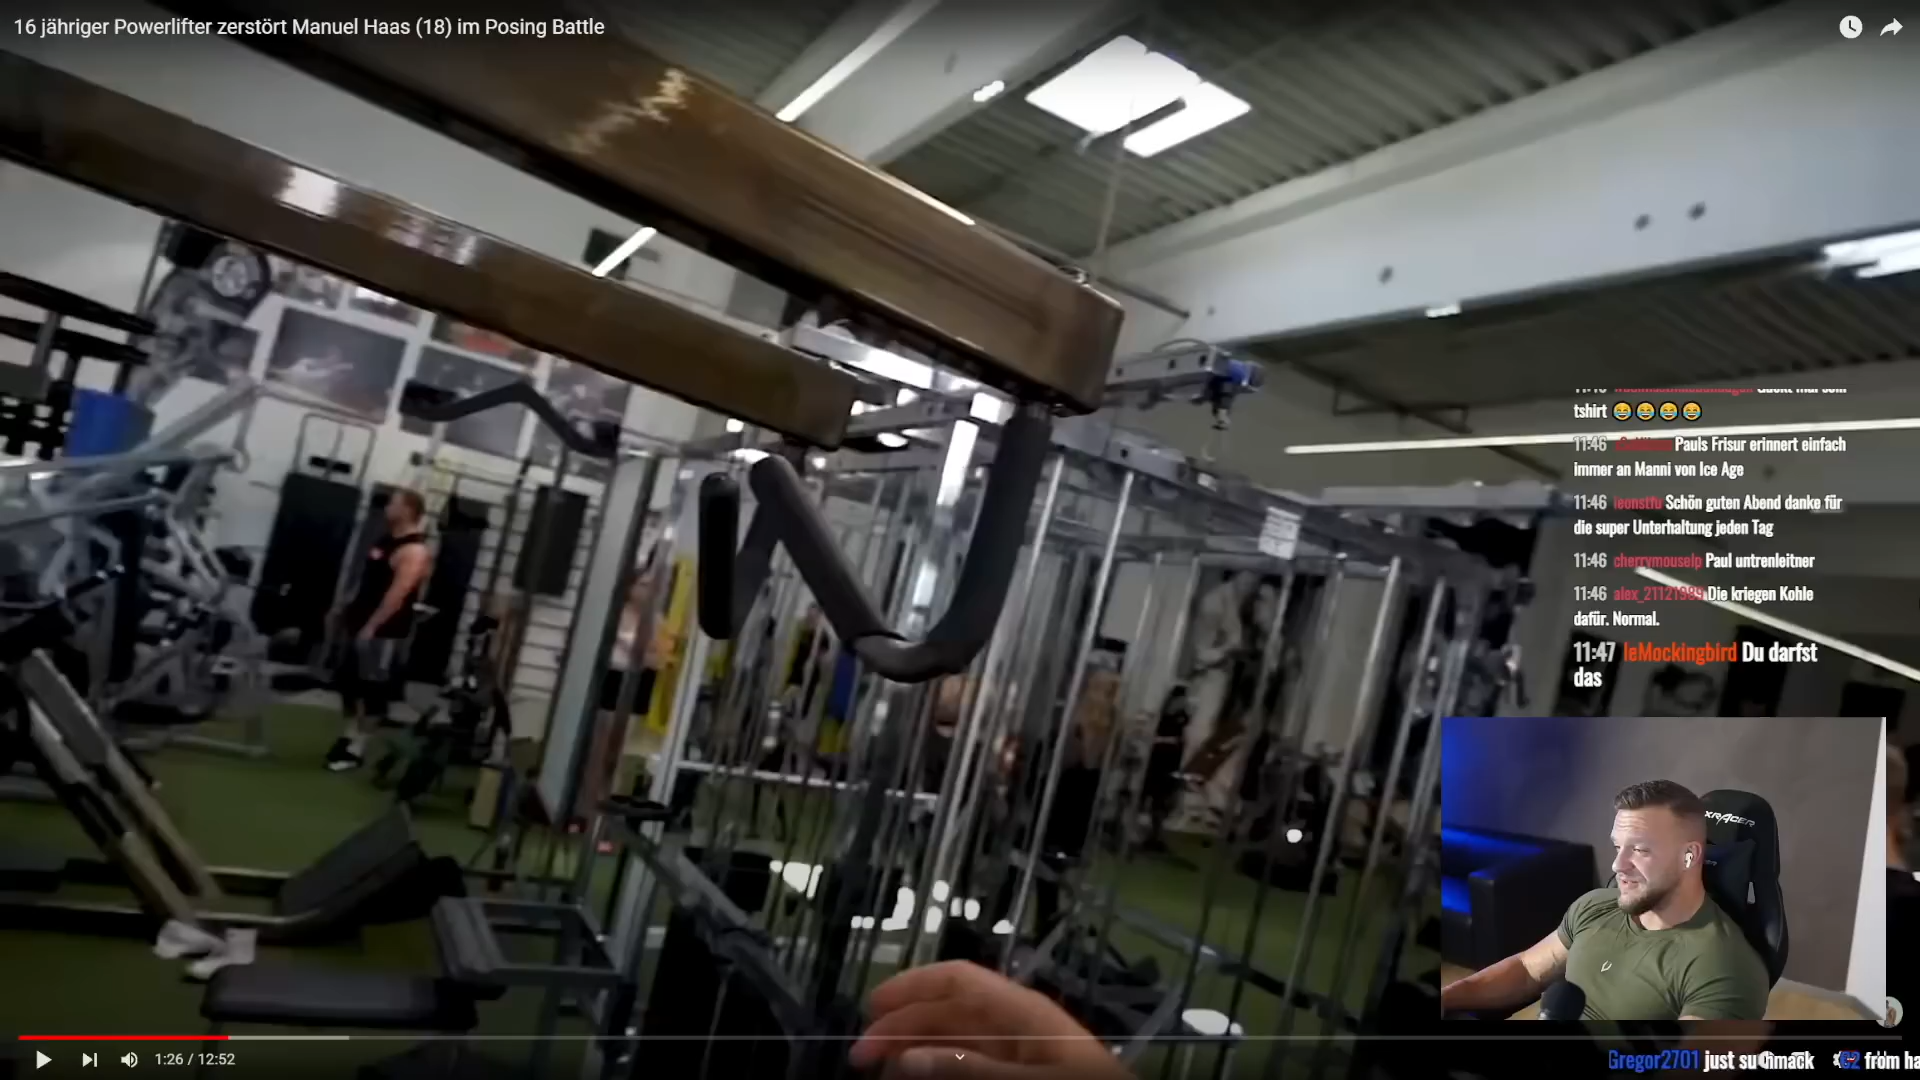 16 jähriger Powerlifter zerstört Manuel Haas (18) im Posing Battle
tshirt 😂😂😂😂
11:46 Pauls Frisur erinnert einfach
immer an Manni von Ice Age
11:46 leonstfu Schön guten Abend danke für
die super Unterhaltung jeden Tag
11:46 cherrymouselp Paul untrenleitner
11:46 alex_21121989 Die kriegen Kohle
dafür. Normal.
11:47 leMockingbird Du darfst
das
XRACER
1:26 / 12:52
Gregor2701 just from ha